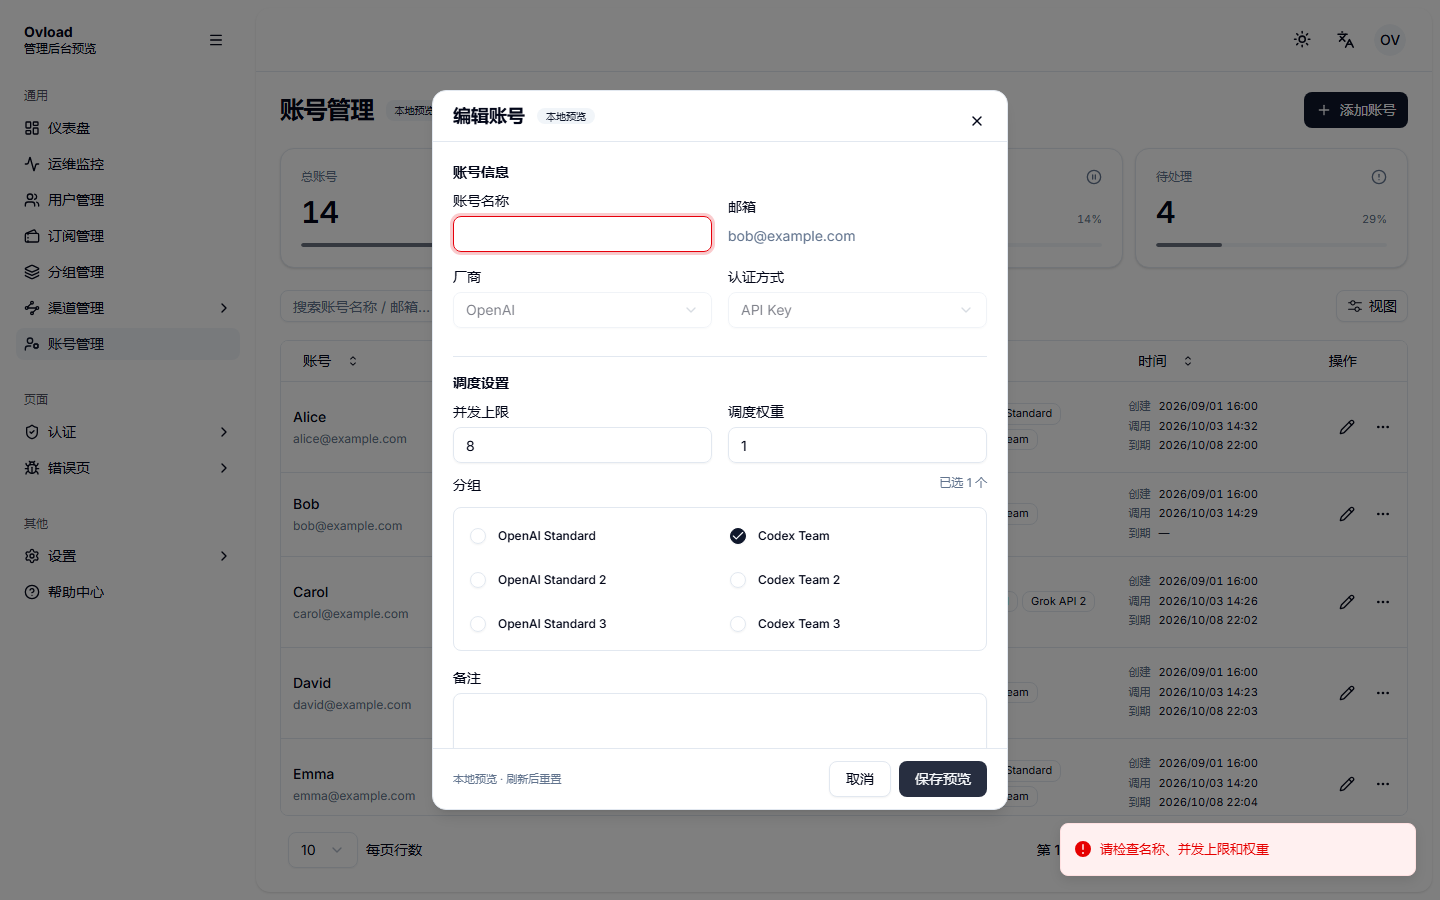 Ovload
管理后台预览
通用
仪表盘
运维监控
用户管理
订阅管理
分组管理
渠道管理
账号管理
页面
认证
错误页
其他
设置
帮助中心
OV
账号管理 本地预览
添加账号
总账号
14
14%
待处理
4
29%
搜索账号名称 / 邮箱...
视图
账号
时间
操作
Alice
alice@example.com
Standard
eam
创建 2026/09/01 16:00
调用 2026/10/03 14:32
到期 2026/10/08 22:00
Bob
bob@example.com
eam
创建 2026/09/01 16:00
调用 2026/10/03 14:29
到期 —
Carol
carol@example.com
Grok API 2
创建 2026/09/01 16:00
调用 2026/10/03 14:26
到期 2026/10/08 22:02
David
david@example.com
eam
创建 2026/09/01 16:00
调用 2026/10/03 14:23
到期 2026/10/08 22:03
Emma
emma@example.com
Standard
eam
创建 2026/09/01 16:00
调用 2026/10/03 14:20
到期 2026/10/08 22:04
10
每页行数
第 1
编辑账号 本地预览
账号信息
账号名称
邮箱
bob@example.com
厂商
OpenAI
认证方式
API Key
调度设置
并发上限
8
调度权重
1
分组
已选 1 个
OpenAI Standard
Codex Team
OpenAI Standard 2
Codex Team 2
OpenAI Standard 3
Codex Team 3
备注
本地预览 · 刷新后重置
取消
保存预览
请检查名称、并发上限和权重